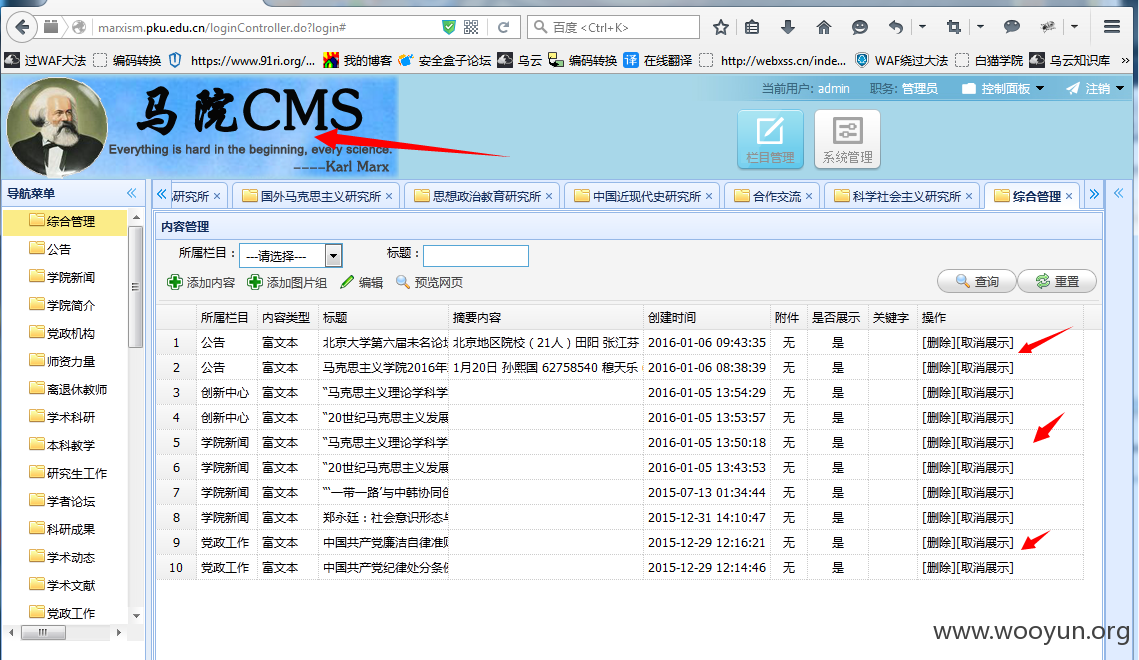 marxism.pku.edu.cn/loginController.do?login#
百度 <Ctrl+K>
过WAF大法 编码转换 https://www.91ri.org/... 我的博客 安全盒子论坛 乌云 编码转换 译 在线翻译 http://webxss.cn/inde... WAF绕过大法 白猫学院 乌云知识库 »
马院CMS
Everything is hard in the beginning, every science.
----Karl Marx
当前用户: admin 职务: 管理员 控制面板 注销
栏目管理 系统管理
导航菜单
研究所 × 国外马克思主义研究所 × 思想政治教育研究所 × 中国近现代史研究所 × 合作交流 × 科学社会主义研究所 × 综合管理 ×
综合管理
公告
学院新闻
学院简介
党政机构
师资力量
离退休教师
学术科研
本科教学
研究生工作
学者论坛
科研成果
学术动态
学术文献
党政工作
内容管理
所属栏目： ---请选择--- 标题：
添加内容 添加图片组 编辑 预览网页 查询 重置
所属栏目 内容类型 标题 摘要内容 创建时间 附件 是否展示 关键字 操作
1 公告 富文本 北京大学第六届未名论坛 北京地区院校（21人）田阳 张江芬 2016-01-06 09:43:35 无 是 [删除][取消展示]
2 公告 富文本 马克思主义学院2016年 1月20日 孙熙国 62758540 穆天乐 2016-01-06 08:38:39 无 是 [删除][取消展示]
3 创新中心 富文本 “马克思主义理论学科学 2016-01-05 13:54:29 无 是 [删除][取消展示]
4 创新中心 富文本 “20世纪马克思主义发展 2016-01-05 13:53:57 无 是 [删除][取消展示]
5 学院新闻 富文本 “马克思主义理论学科学 2016-01-05 13:50:18 无 是 [删除][取消展示]
6 学院新闻 富文本 “20世纪马克思主义发展 2016-01-05 13:43:53 无 是 [删除][取消展示]
7 学院新闻 富文本 “‘一带一路’与中韩协同创 2015-07-13 01:34:44 无 是 [删除][取消展示]
8 学院新闻 富文本 郑永廷：社会意识形态与 2015-12-31 14:10:47 无 是 [删除][取消展示]
9 党政工作 富文本 中国共产党廉洁自律准则 2015-12-29 12:16:21 无 是 [删除][取消展示]
10 党政工作 富文本 中国共产党纪律处分条例 2015-12-29 12:14:46 无 是 [删除][取消展示]
www.wooyun.org